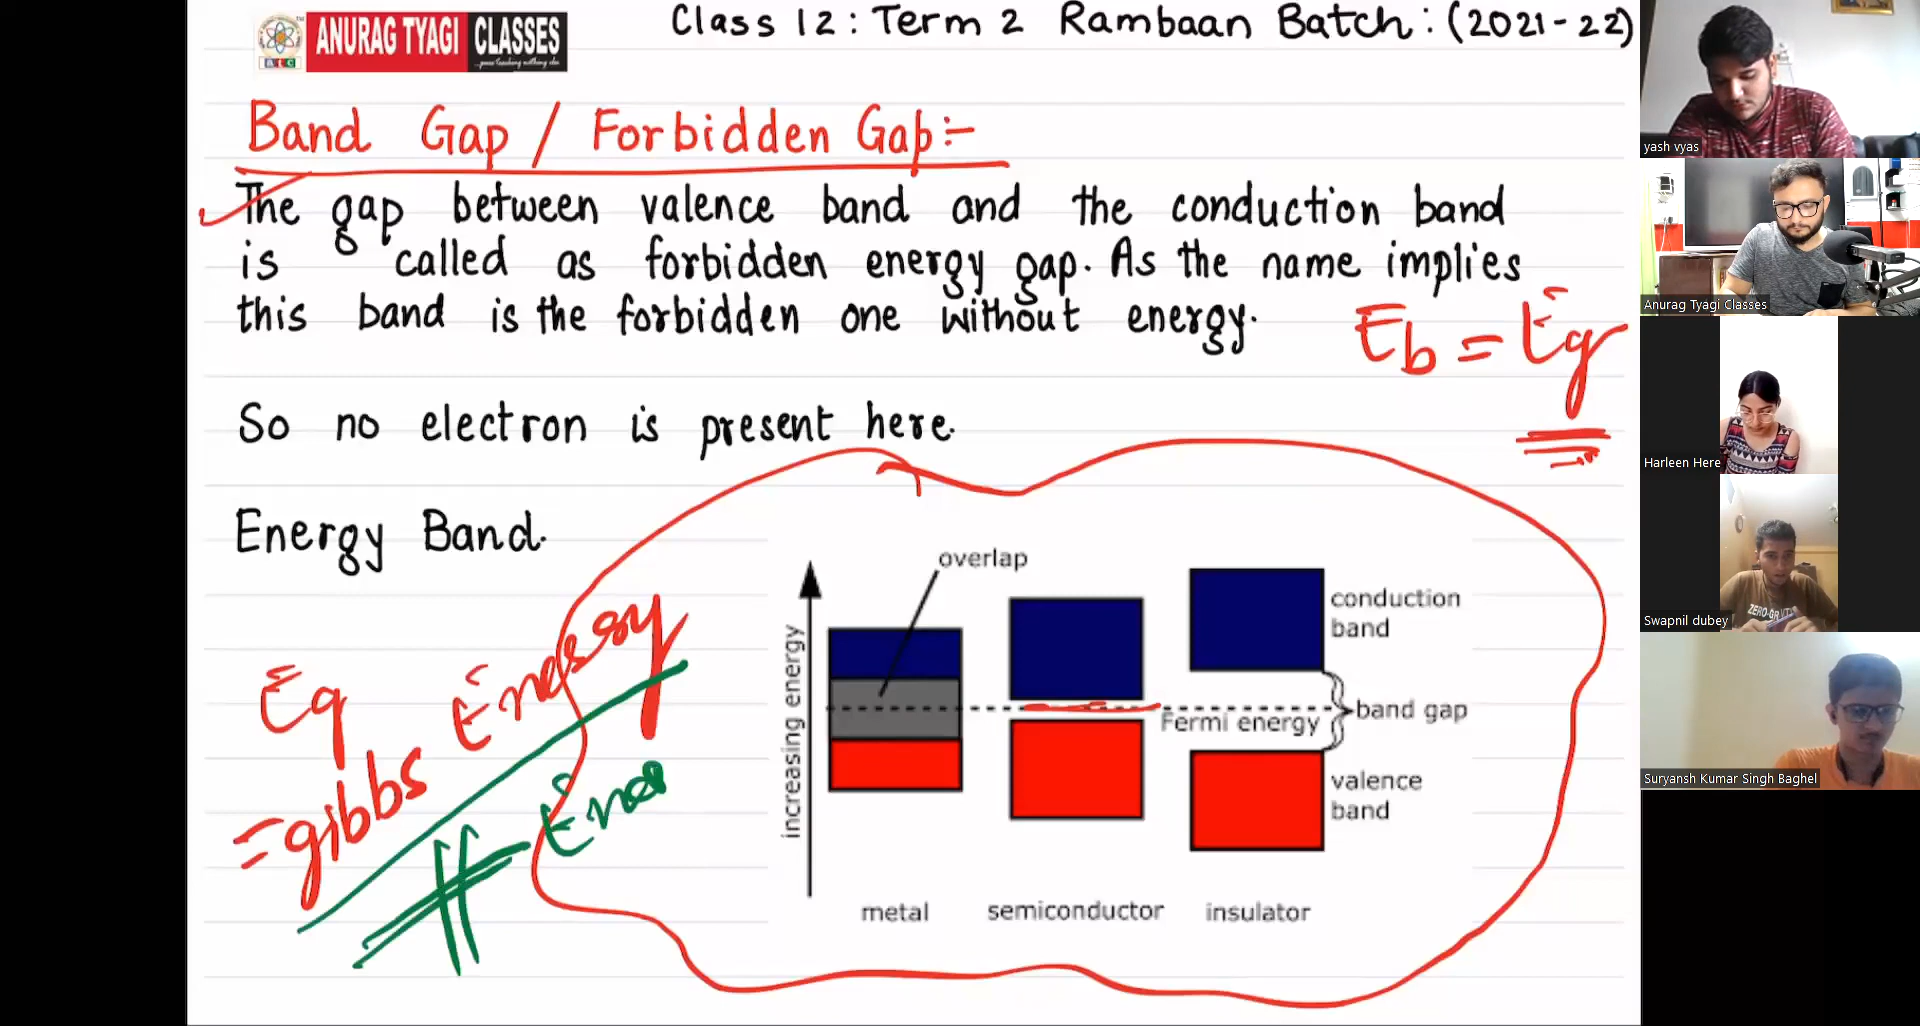 ANURAG TYAGI CLASSES
Class 12 : Term 2 Rambaan Batch : (2021-22)
Band Gap / Forbidden Gap:-
The gap between valence band and the conduction band
is called as forbidden energy gap. As the name implies
this band is the forbidden one without energy.
Eb = Eg
So no electron is present here.
Energy Band.
Eg
=gibbs Energy
# Ener
overlap
increasing energy
conduction
band
Fermi energy
band gap
valence
band
metal
semiconductor
insulator
yash vyas
Anurag Tyagi Classes
Harleen Here
Swapnil dubey
Suryansh Kumar Singh Baghel